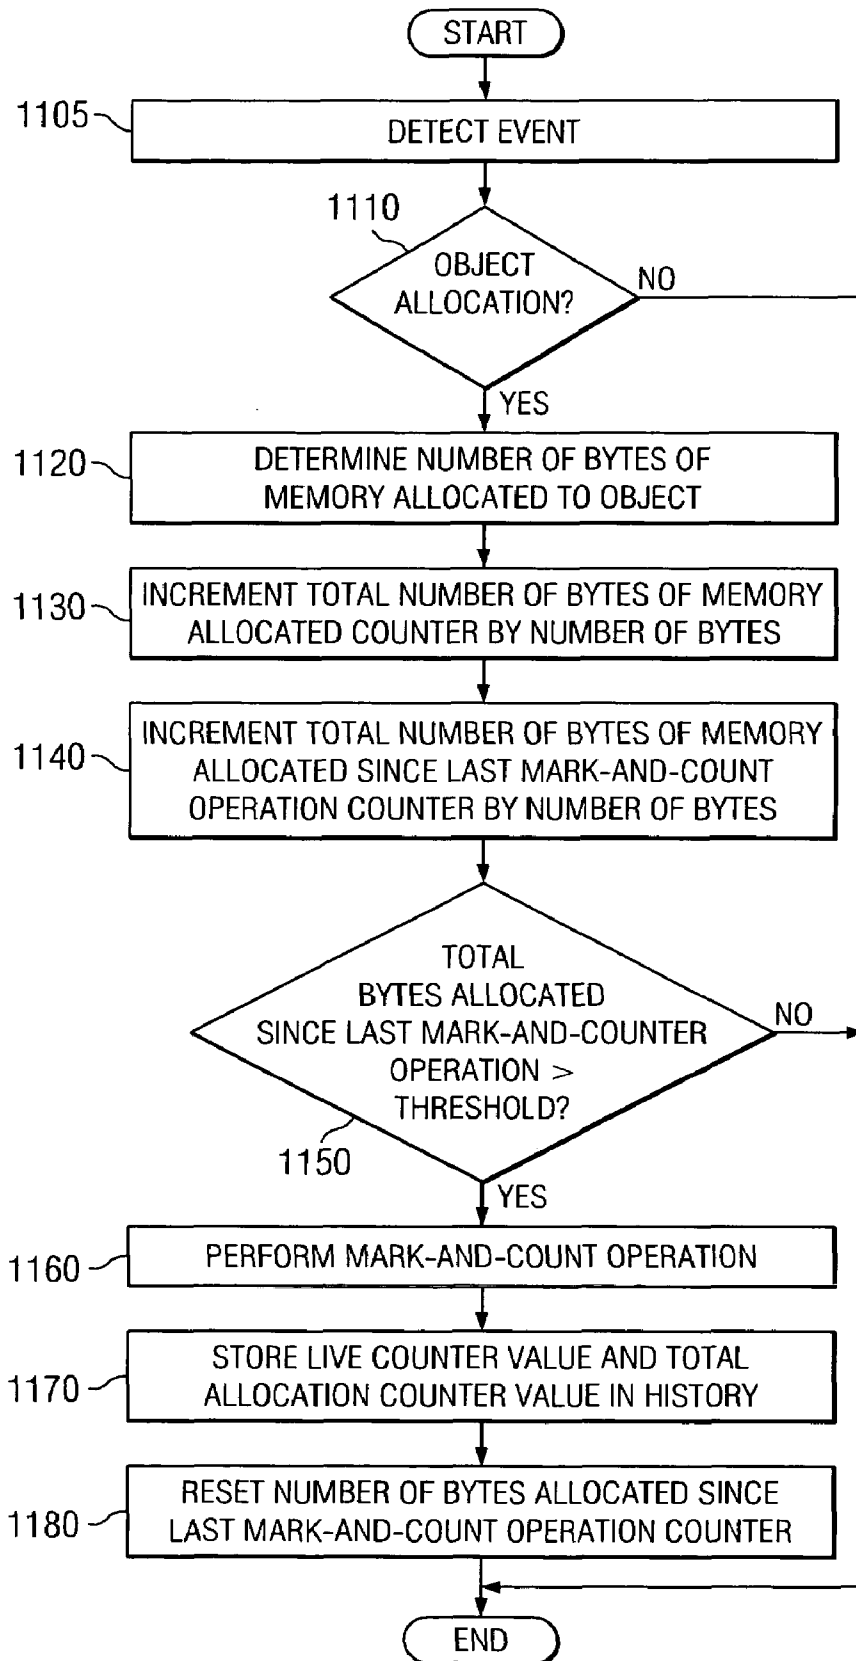 START
1105
DETECT EVENT
1110
OBJECT
ALLOCATION?
NO
YES
1120
DETERMINE NUMBER OF BYTES OF
MEMORY ALLOCATED TO OBJECT
1130
INCREMENT TOTAL NUMBER OF BYTES OF MEMORY
ALLOCATED COUNTER BY NUMBER OF BYTES
1140
INCREMENT TOTAL NUMBER OF BYTES OF MEMORY
ALLOCATED SINCE LAST MARK-AND-COUNT
OPERATION COUNTER BY NUMBER OF BYTES
TOTAL
BYTES ALLOCATED
SINCE LAST MARK-AND-COUNTER
OPERATION >
THRESHOLD?
NO
1150
YES
1160
PERFORM MARK-AND-COUNT OPERATION
1170
STORE LIVE COUNTER VALUE AND TOTAL
ALLOCATION COUNTER VALUE IN HISTORY
1180
RESET NUMBER OF BYTES ALLOCATED SINCE
LAST MARK-AND-COUNT OPERATION COUNTER
END